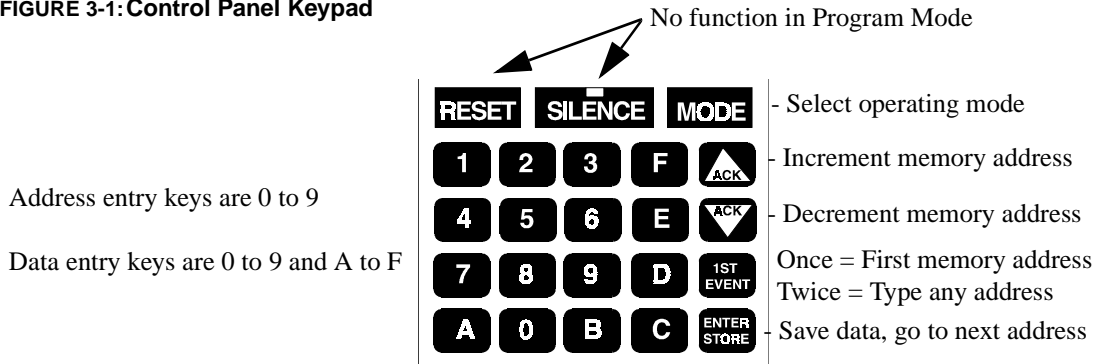 FIGURE 3-1: Control Panel Keypad
No function in Program Mode
RESET SILENCE MODE - Select operating mode
1 2 3 F ACK - Increment memory address
Address entry keys are 0 to 9
4 5 6 E ACK - Decrement memory address
Data entry keys are 0 to 9 and A to F
7 8 9 D 1ST EVENT Once = First memory address
Twice = Type any address
A 0 B C ENTER STORE - Save data, go to next address